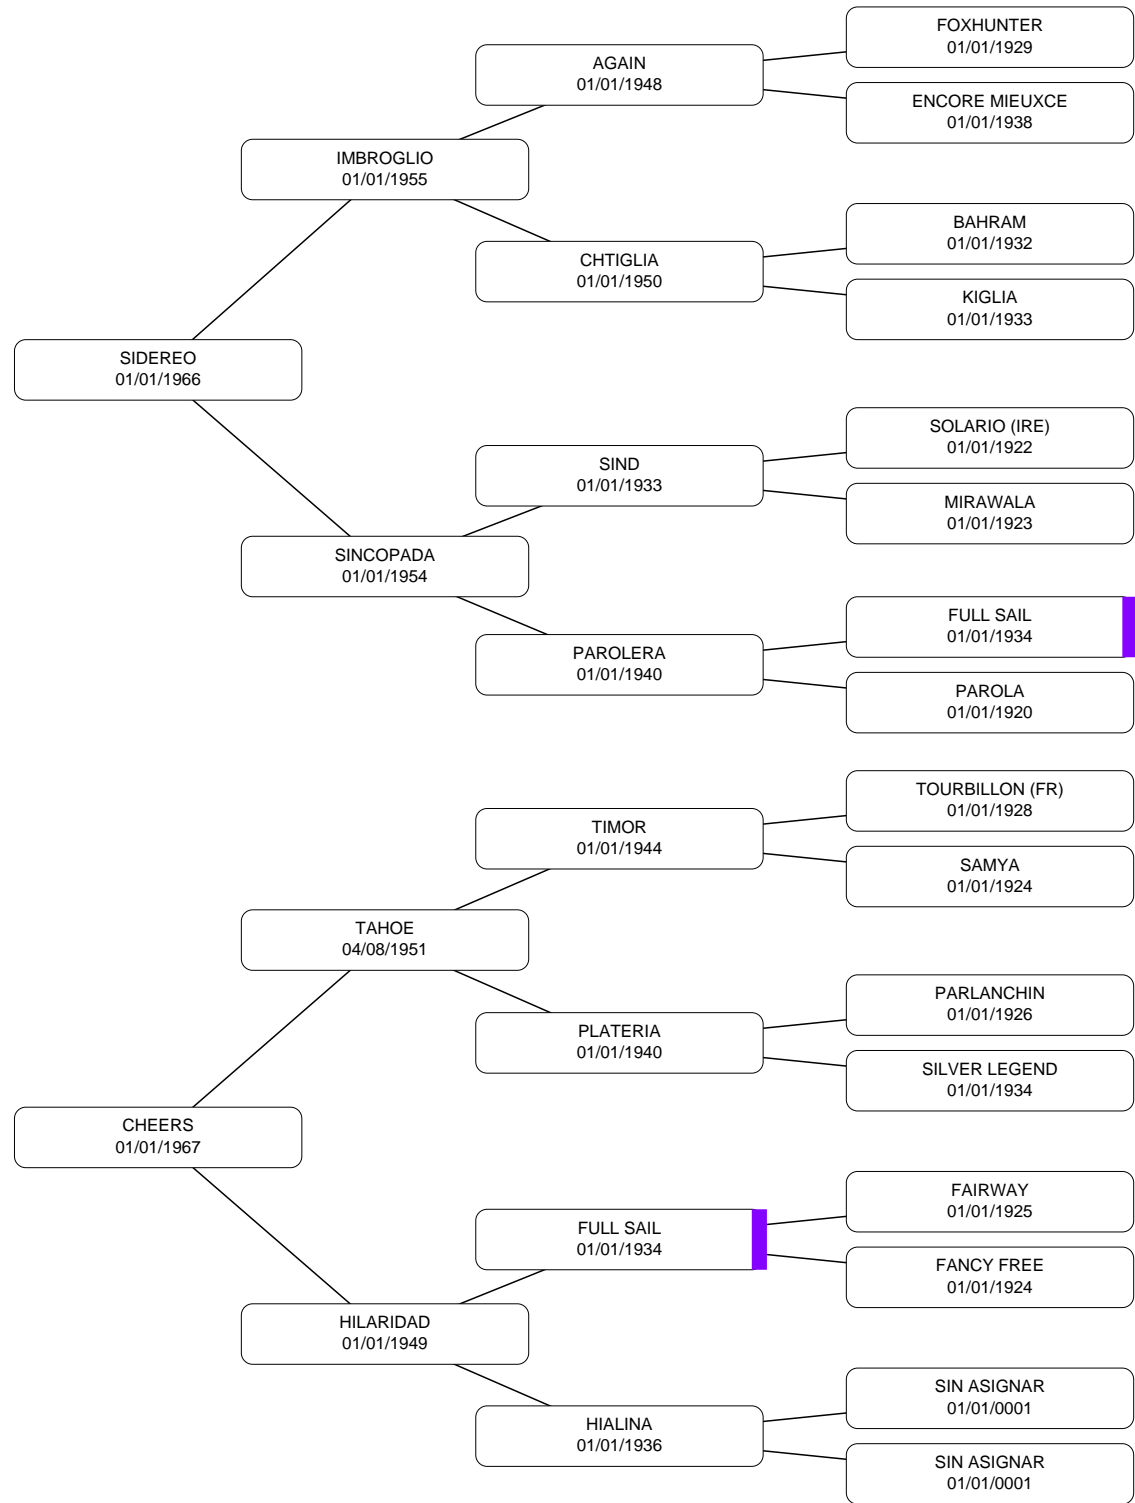 FOXHUNTER
01/01/1929
AGAIN
01/01/1948
ENCORE MIEUXCE
01/01/1938
IMBROGLIO
01/01/1955
BAHRAM
01/01/1932
CHTIGLIA
01/01/1950
KIGLIA
01/01/1933
SIDEREO
01/01/1966
SOLARIO (IRE)
01/01/1922
SIND
01/01/1933
MIRAWALA
01/01/1923
SINCOPADA
01/01/1954
FULL SAIL
01/01/1934
PAROLERA
01/01/1940
PAROLA
01/01/1920
TOURBILLON (FR)
01/01/1928
TIMOR
01/01/1944
SAMYA
01/01/1924
TAHOE
04/08/1951
PARLANCHIN
01/01/1926
PLATERIA
01/01/1940
SILVER LEGEND
01/01/1934
CHEERS
01/01/1967
FAIRWAY
01/01/1925
FULL SAIL
01/01/1934
FANCY FREE
01/01/1924
HILARIDAD
01/01/1949
SIN ASIGNAR
01/01/0001
HIALINA
01/01/1936
SIN ASIGNAR
01/01/0001